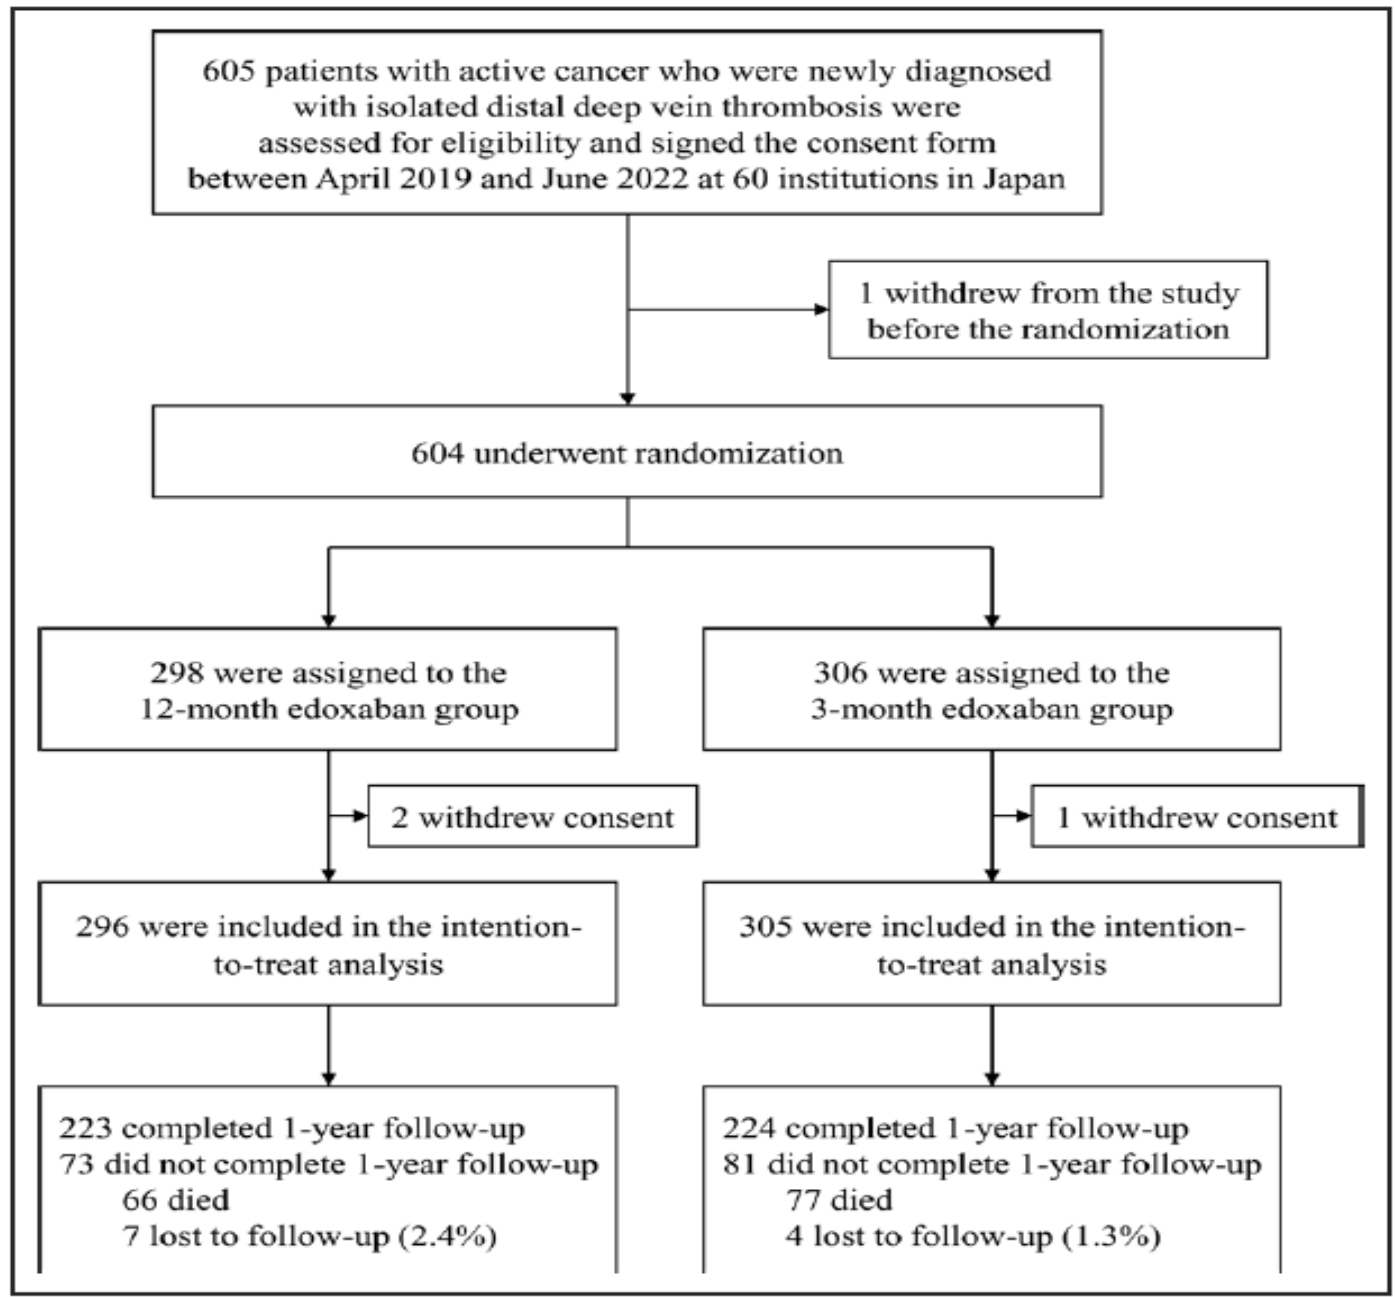 605 patients with active cancer who were newly diagnosed
with isolated distal deep vein thrombosis were
assessed for eligibility and signed the consent form
between April 2019 and June 2022 at 60 institutions in Japan
1 withdrew from the study
before the randomization
604 underwent randomization
298 were assigned to the
12-month edoxaban group
306 were assigned to the
3-month edoxaban group
2 withdrew consent
1 withdrew consent
296 were included in the intention-
to-treat analysis
305 were included in the intention-
to-treat analysis
223 completed 1-year follow-up
73 did not complete 1-year follow-up
66 died
7 lost to follow-up (2.4%)
224 completed 1-year follow-up
81 did not complete 1-year follow-up
77 died
4 lost to follow-up (1.3%)